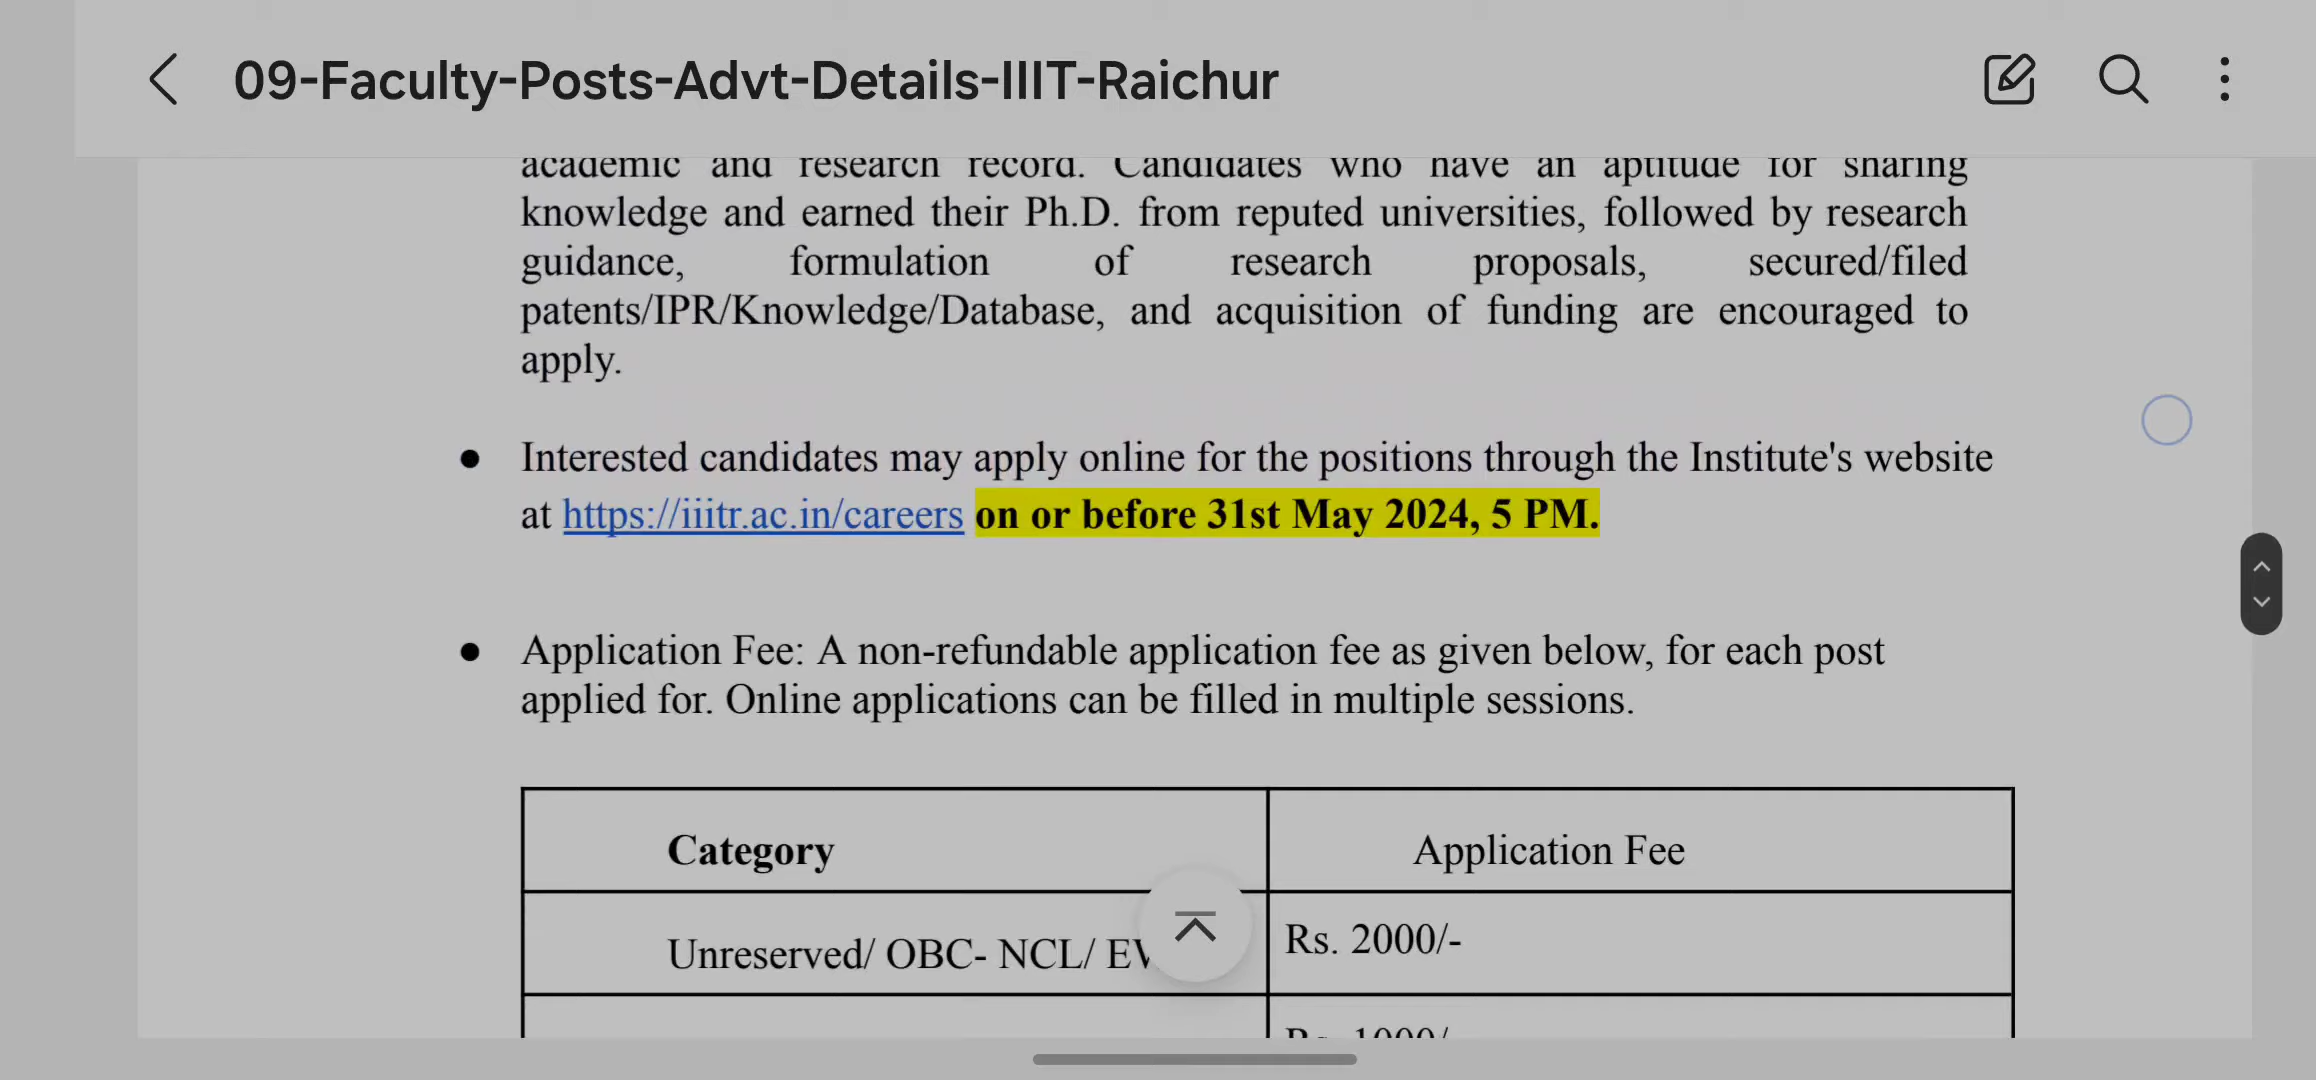 09-Faculty-Posts-Advt-Details-IIIT-Raichur
academic and research record. Candidates who have an aptitude for sharing
knowledge and earned their Ph.D. from reputed universities, followed by research
guidance, formulation of research proposals, secured/filed
patents/IPR/Knowledge/Database, and acquisition of funding are encouraged to
apply.
● Interested candidates may apply online for the positions through the Institute's website
at https://iiitr.ac.in/careers on or before 31st May 2024, 5 PM.
● Application Fee: A non-refundable application fee as given below, for each post
applied for. Online applications can be filled in multiple sessions.
Category Application Fee
Unreserved/ OBC- NCL/ Rs. 2000/-
Rs. 1000/